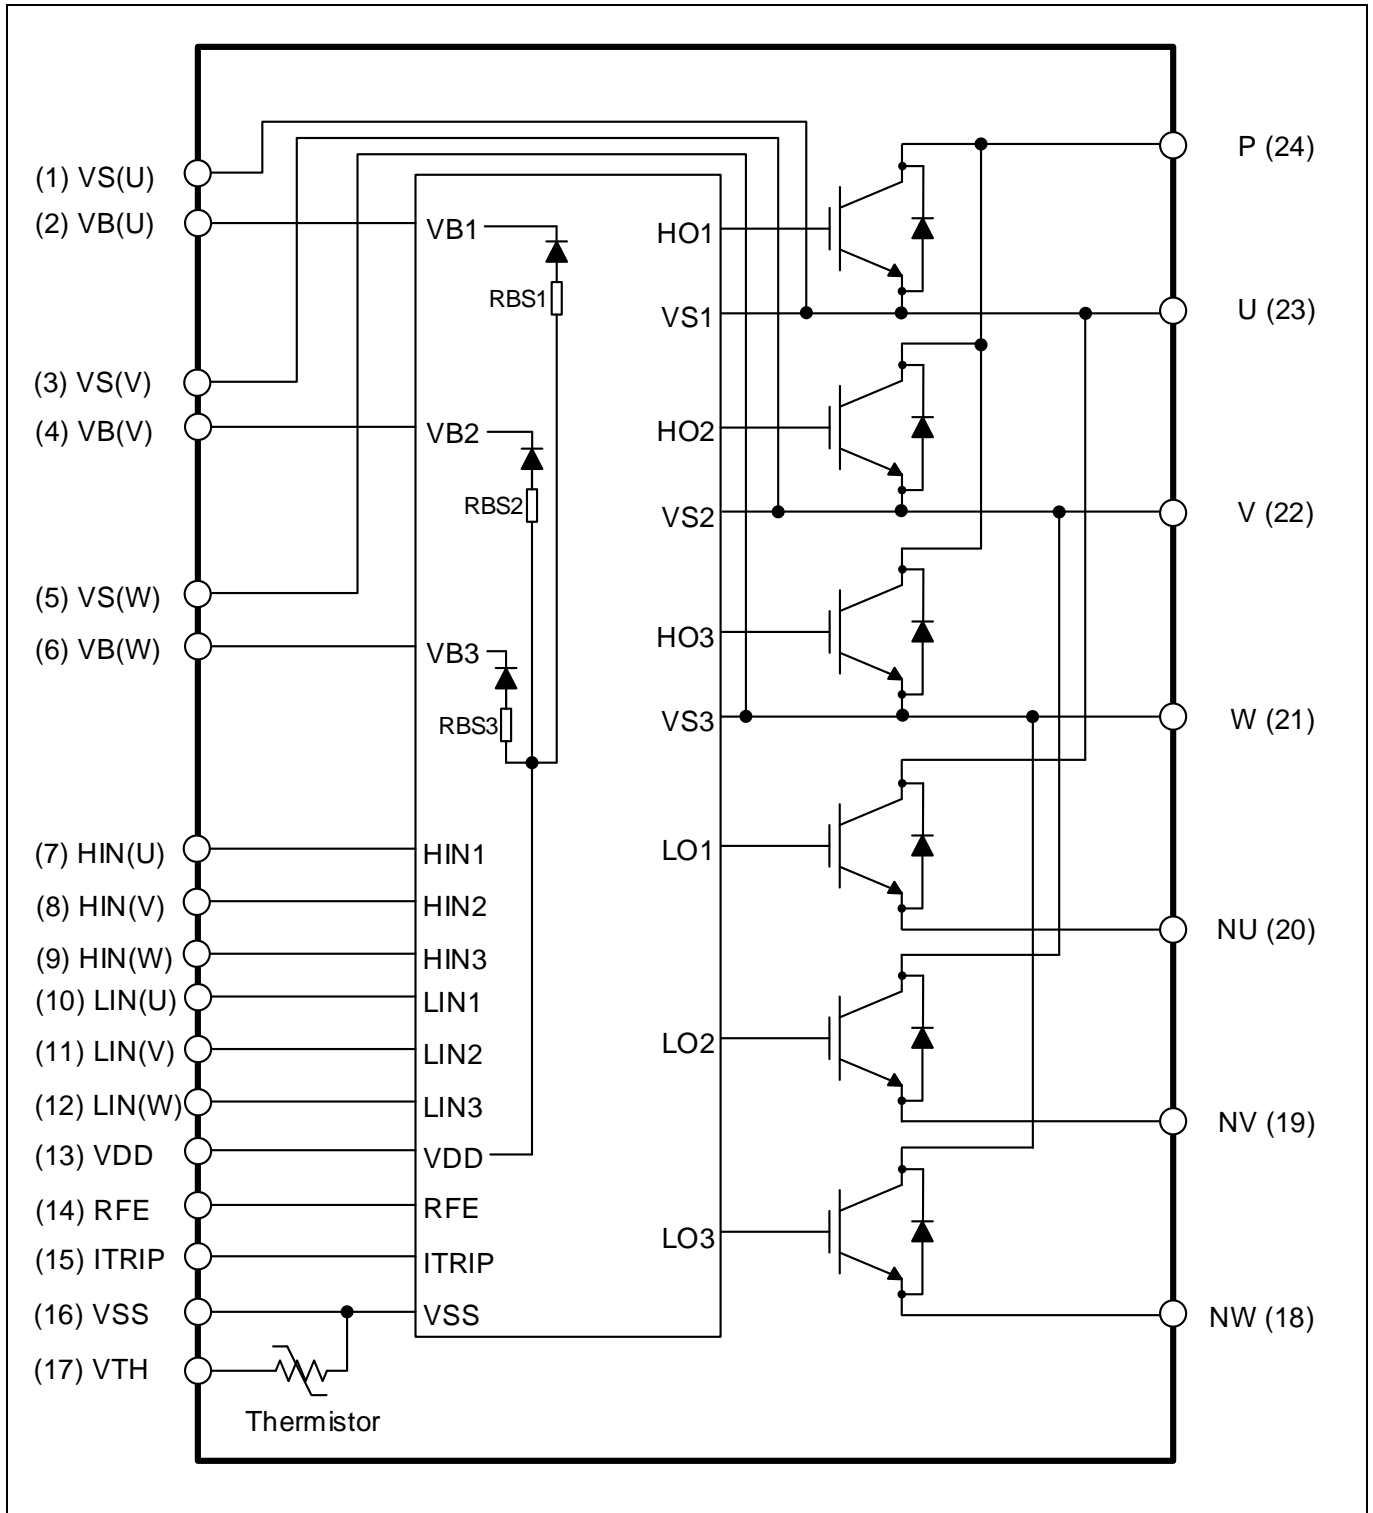 (1) VS(U)
(2) VB(U)
(3) VS(V)
(4) VB(V)
(5) VS(W)
(6) VB(W)
(7) HIN(U)
(8) HIN(V)
(9) HIN(W)
(10) LIN(U)
(11) LIN(V)
(12) LIN(W)
(13) VDD
(14) RFE
(15) ITRIP
(16) VSS
(17) VTH
Thermistor
VB1
RBS1
VB2
RBS2
VB3
RBS3
HIN1
HIN2
HIN3
LIN1
LIN2
LIN3
VDD
RFE
ITRIP
VSS
HO1
VS1
HO2
VS2
HO3
VS3
LO1
LO2
LO3
P (24)
U (23)
V (22)
W (21)
NU (20)
NV (19)
NW (18)